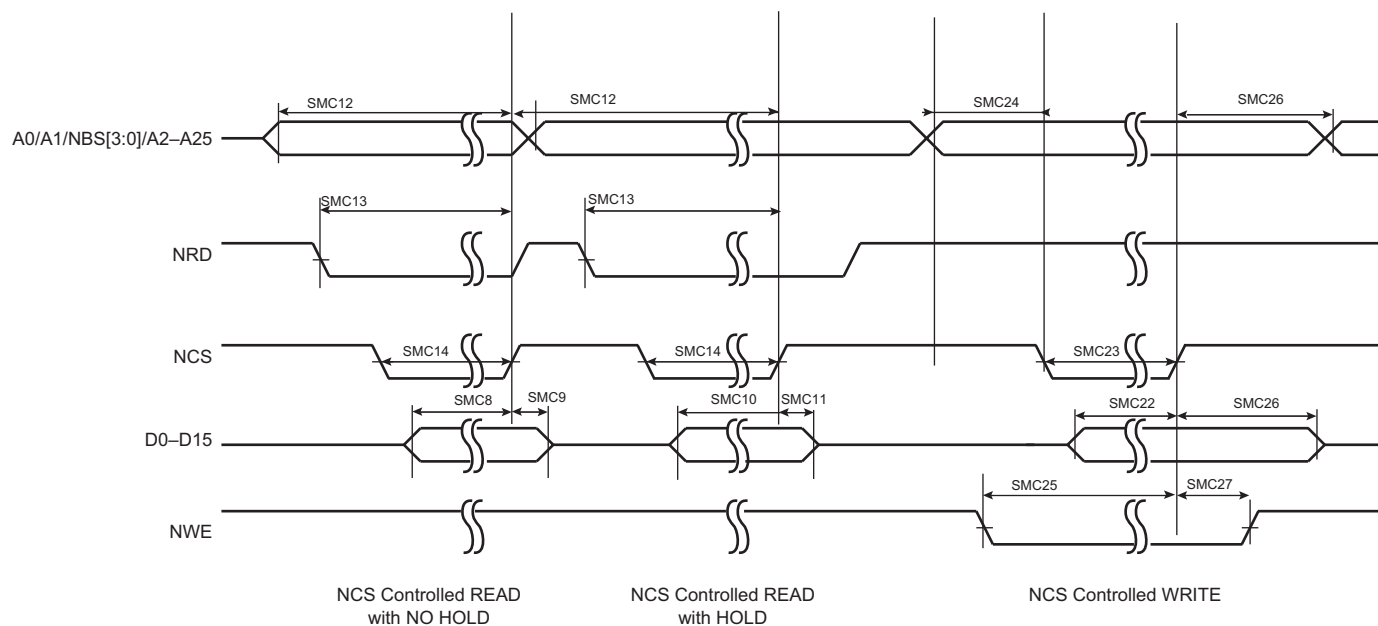 SMC12
SMC12
SMC24
SMC26
A0/A1/NBS[3:0]/A2–A25
SMC13
SMC13
NRD
NCS
SMC14
SMC14
SMC23
SMC8
SMC9
SMC10
SMC11
SMC22
SMC26
D0–D15
SMC25
SMC27
NWE
NCS Controlled READ
with NO HOLD
NCS Controlled READ
with HOLD
NCS Controlled WRITE